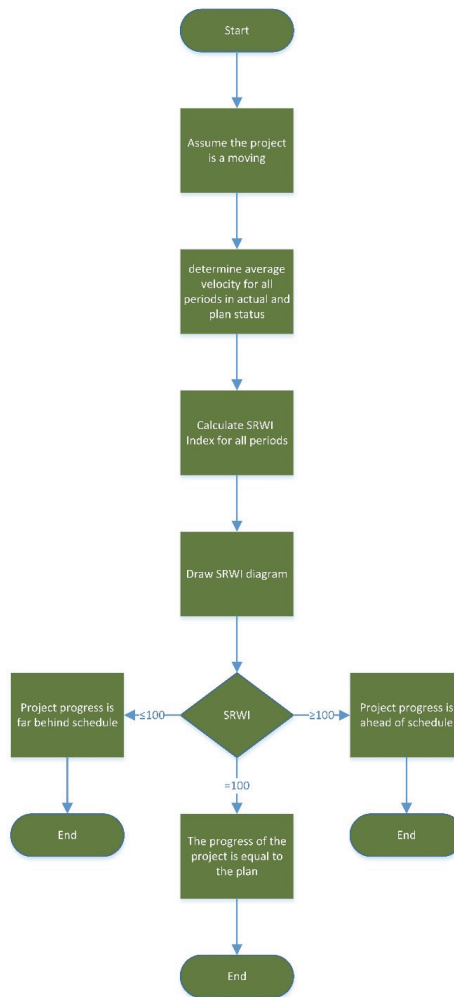 Start
Assume the project
is a moving
determine average
velocity for all
periods in actual and
plan status
Calculate SRWI
Index for all periods
Draw SRWI diagram
SRWI
≤100
≥100
=100
Project progress is
far behind schedule
Project progress is
ahead of schedule
The progress of the
project is equal to
the plan
End
End
End